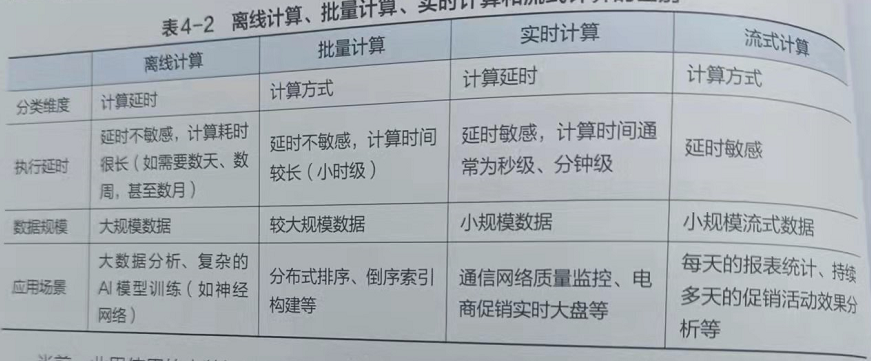 表4-2 离线计算、批量计算、实时计算和流式计算的区别
离线计算 批量计算 实时计算 流式计算
分类维度 计算延时 计算方式 计算延时 计算方式
执行延时 延时不敏感，计算耗时很长（如需要数天、数周，甚至数月） 延时不敏感，计算时间较长（小时级） 延时敏感，计算时间通常为秒级、分钟级 延时敏感
数据规模 大规模数据 较大规模数据 小规模数据 小规模流式数据
应用场景 大数据分析、复杂的AI模型训练（如神经网络） 分布式排序、倒序索引构建等 通信网络质量监控、电商促销实时大盘等 每天的报表统计、持续多天的促销活动效果分析等